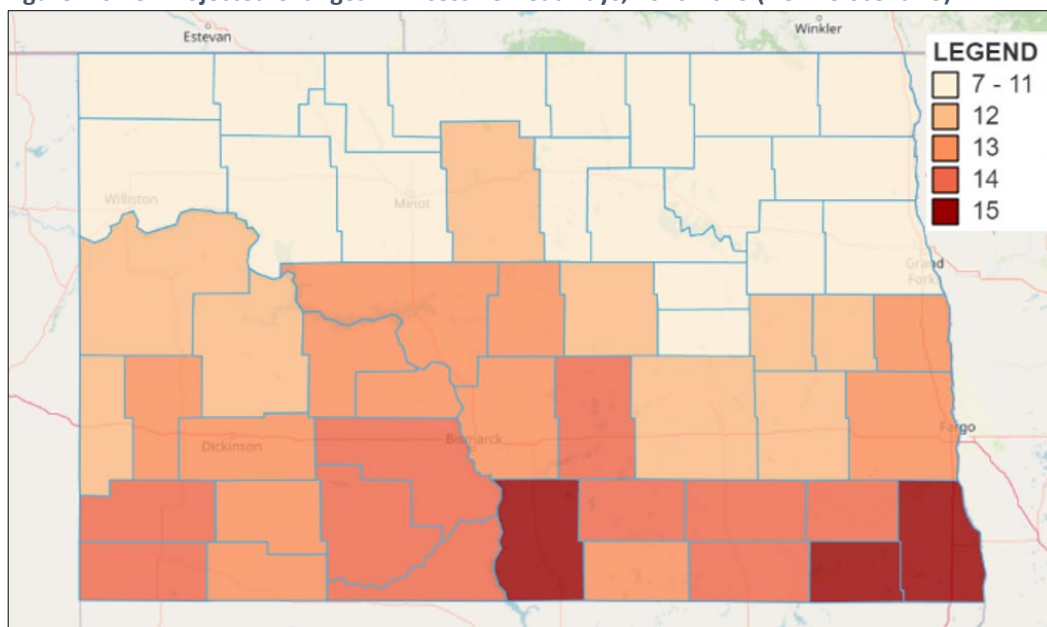 Estevan
Winkler
LEGEND
7 - 11
12
13
14
15
Williston
Minot
Grand
Forks
Dickinson
Bismarck
Fargo